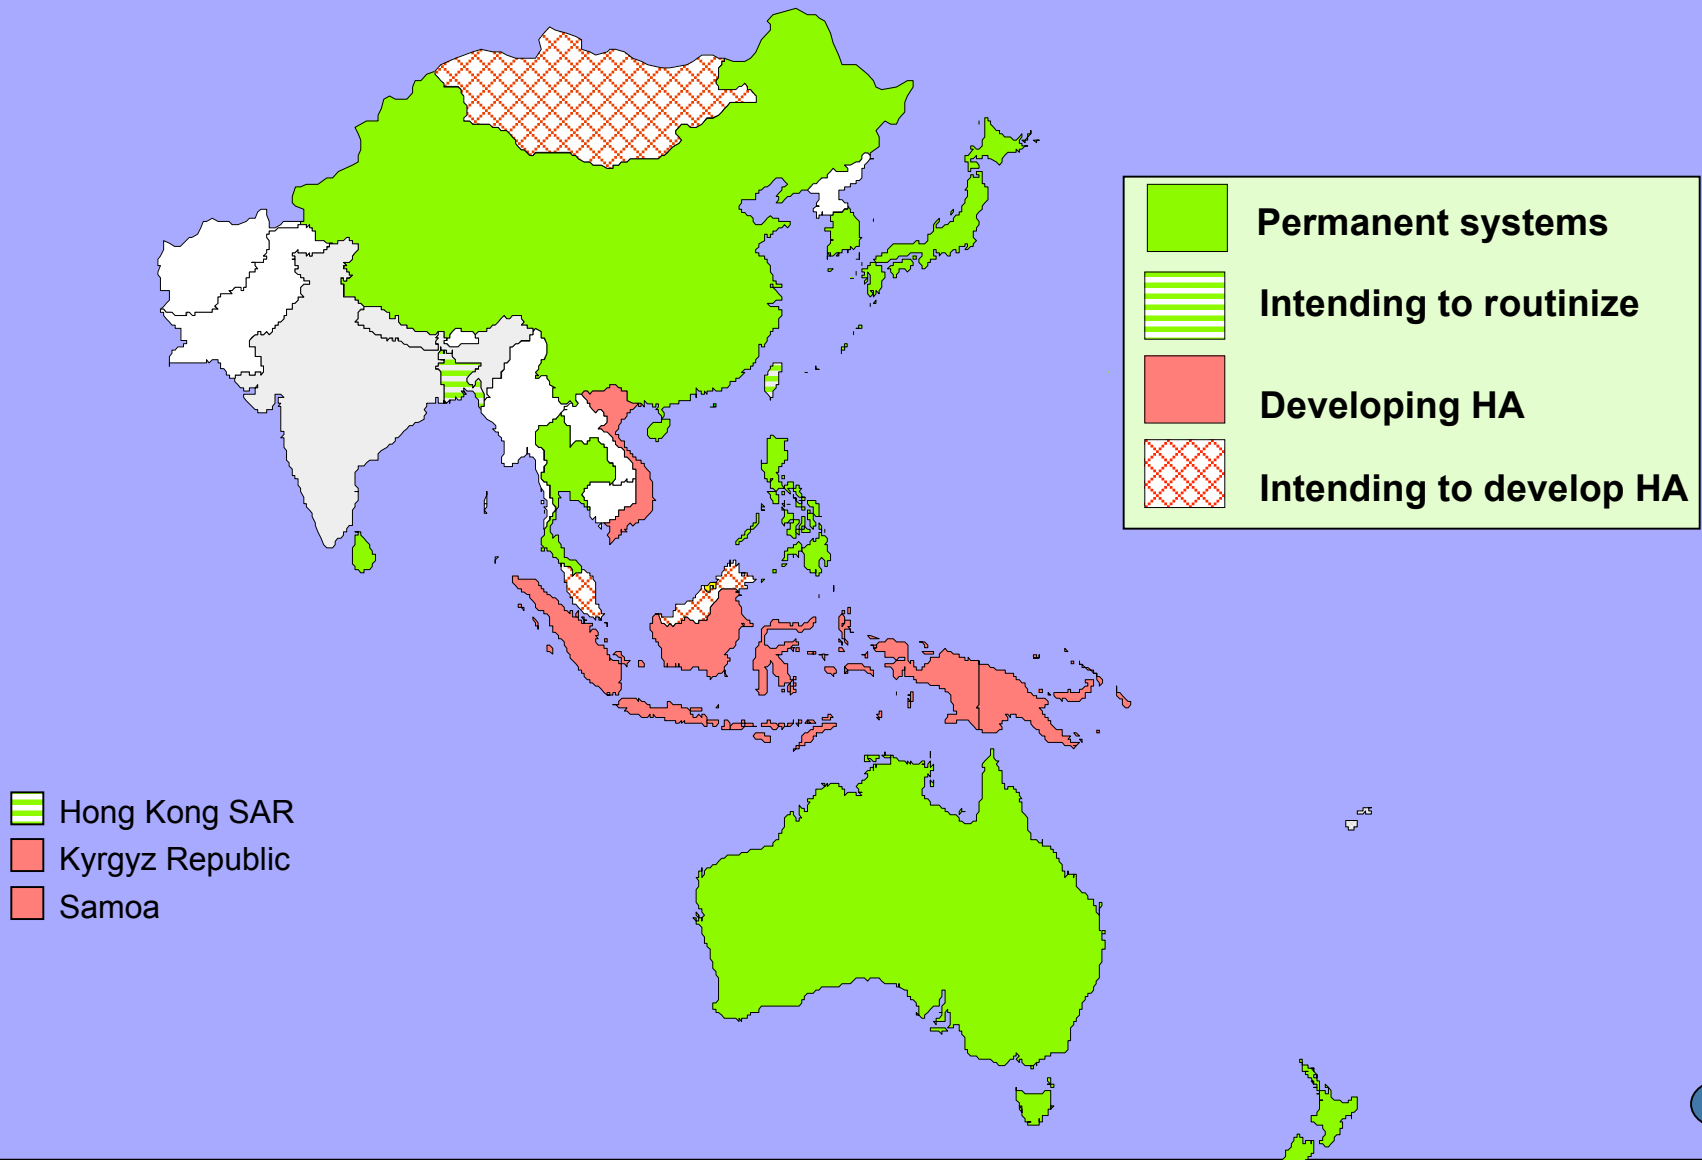 Permanent systems
Intending to routinize
Developing HA
Intending to develop HA
Hong Kong SAR
Kyrgyz Republic
Samoa